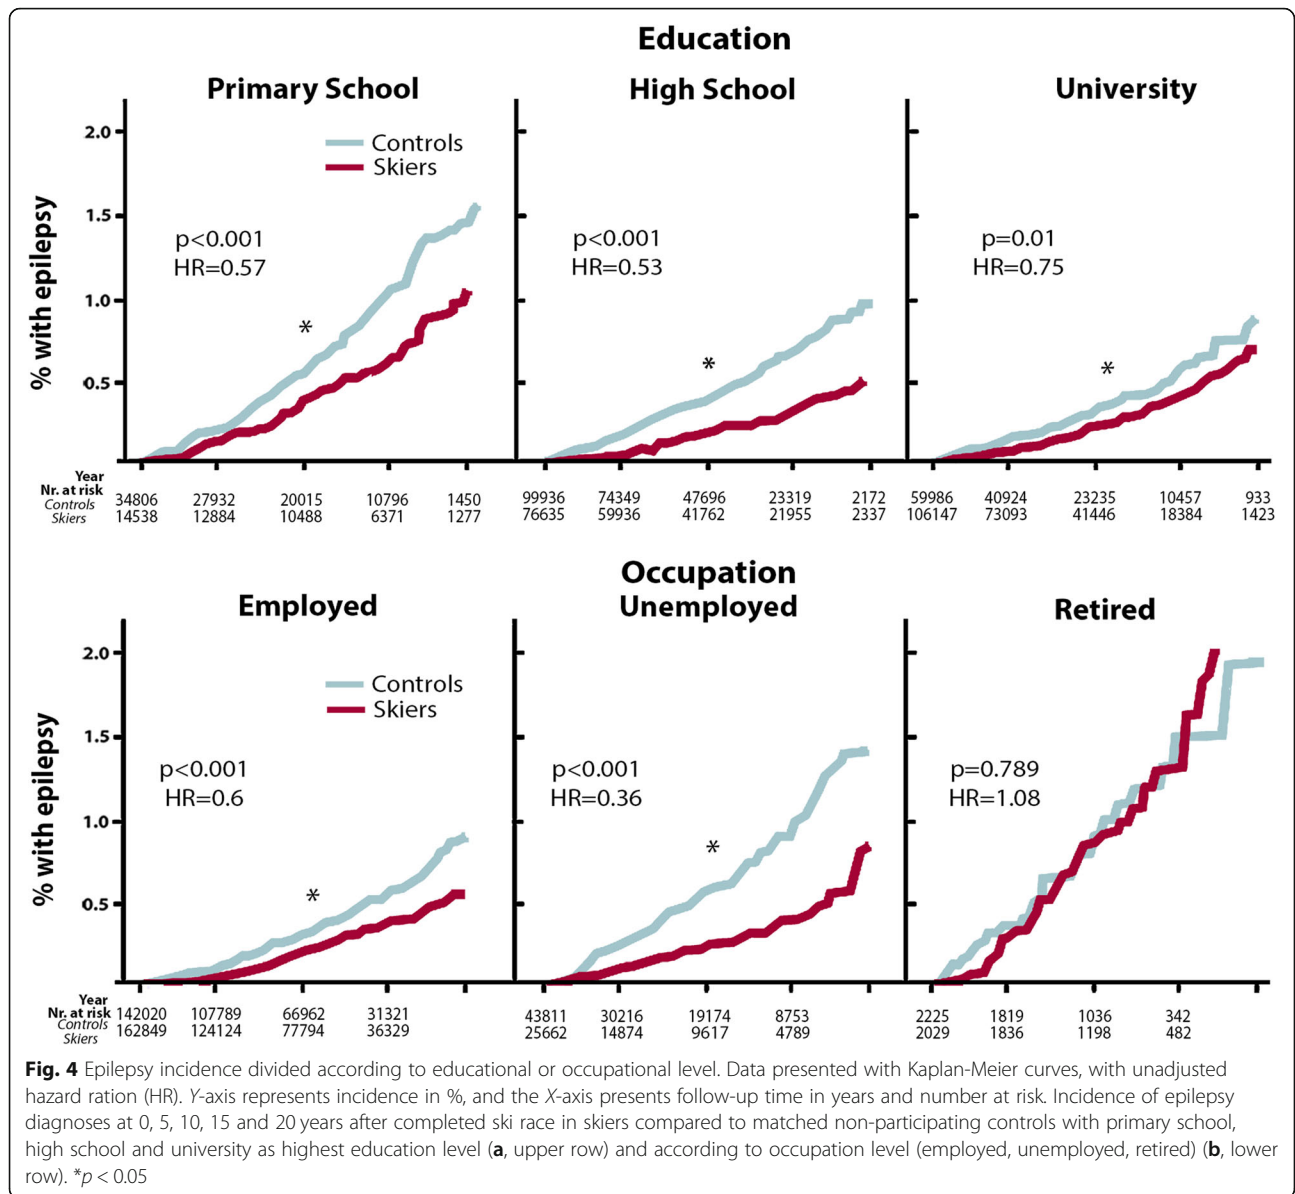 Education
Primary School
High School
University
% with epilepsy
2.0
1.5
1.0
0.5
Controls
Skiers
p<0.001
HR=0.57
*
p<0.001
HR=0.53
*
p=0.01
HR=0.75
*
Year
Nr. at risk
Controls 34806 27932 20015 10796 1450 99936 74349 47696 23319 2172 59986 40924 23235 10457 933
Skiers 14538 12884 10488 6371 1277 76635 59936 41762 21955 2337 106147 73093 41446 18384 1423
Occupation
Employed
Unemployed
Retired
% with epilepsy
2.0
1.5
1.0
0.5
Controls
Skiers
p<0.001
HR=0.6
*
p<0.001
HR=0.36
*
p=0.789
HR=1.08
Year
Nr. at risk
Controls 142020 107789 66962 31321 43811 30216 19174 8753 2225 1819 1036 342
Skiers 162849 124124 77794 36329 25662 14874 9617 4789 2029 1836 1198 482
Fig. 4 Epilepsy incidence divided according to educational or occupational level. Data presented with Kaplan-Meier curves, with unadjusted
hazard ration (HR). Y-axis represents incidence in %, and the X-axis presents follow-up time in years and number at risk. Incidence of epilepsy
diagnoses at 0, 5, 10, 15 and 20 years after completed ski race in skiers compared to matched non-participating controls with primary school,
high school and university as highest education level (a, upper row) and according to occupation level (employed, unemployed, retired) (b, lower
row). *p < 0.05